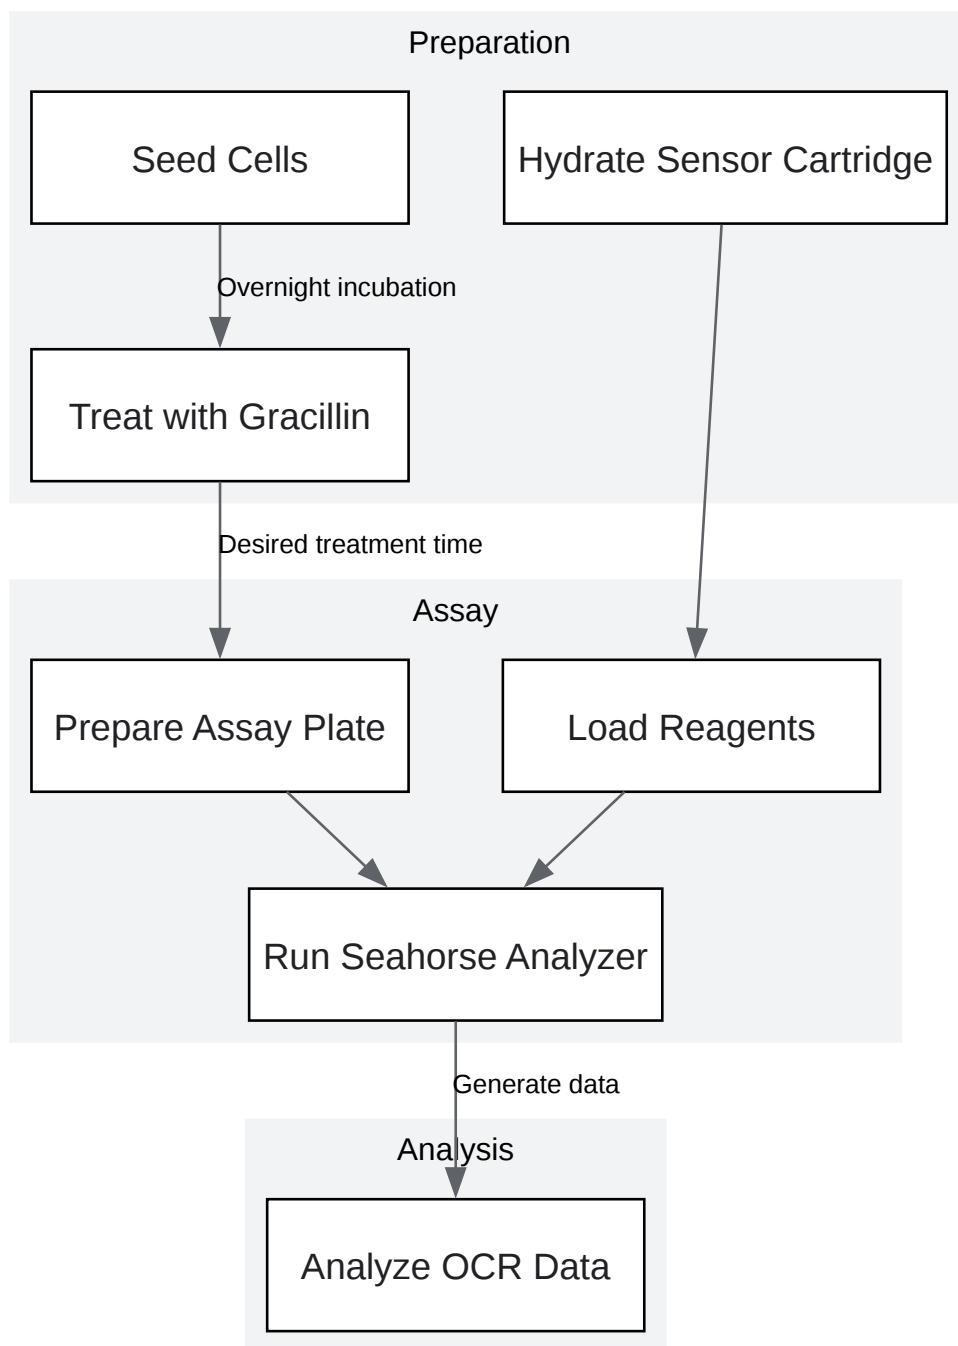 Preparation
Seed Cells
Hydrate Sensor Cartridge
Overnight incubation
Treat with Gracillin
Desired treatment time
Assay
Prepare Assay Plate
Load Reagents
Run Seahorse Analyzer
Generate data
Analysis
Analyze OCR Data